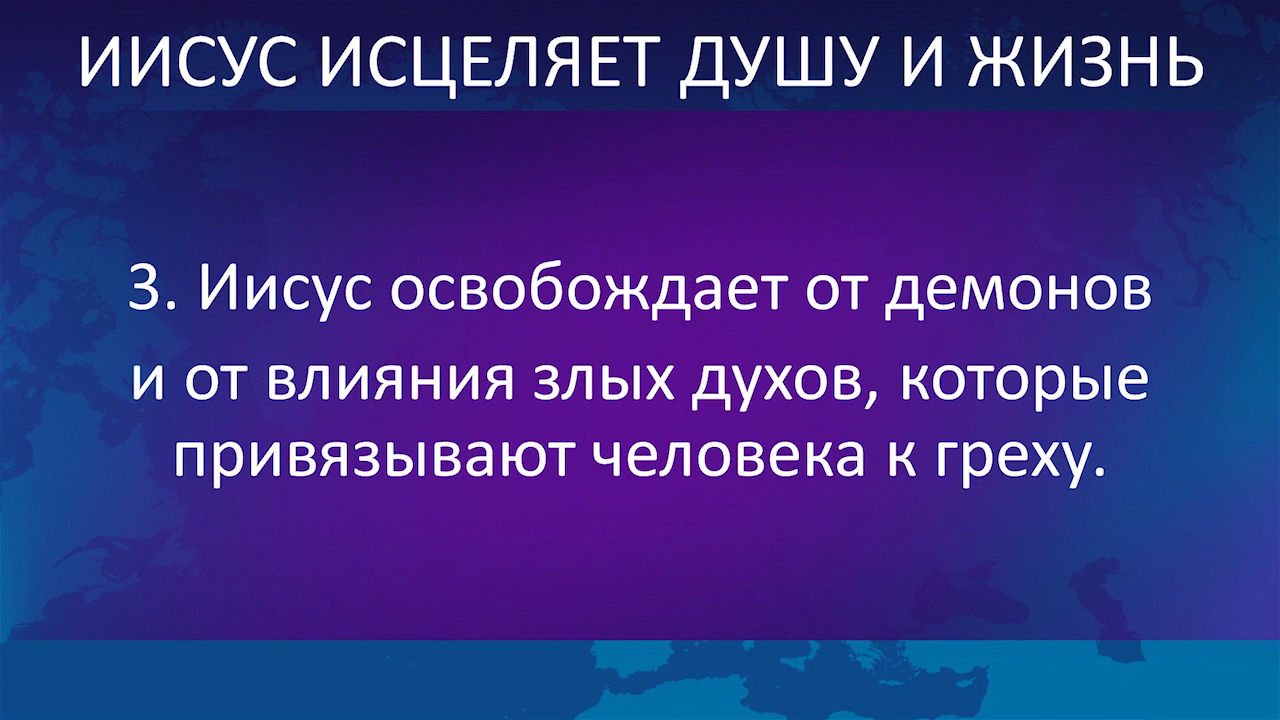 ИИСУС ИСЦЕЛЯЕТ ДУШУ И ЖИЗНЬ
3. Иисус освобождает от демонов
и от влияния злых духов, которые
привязывают человека к греху.